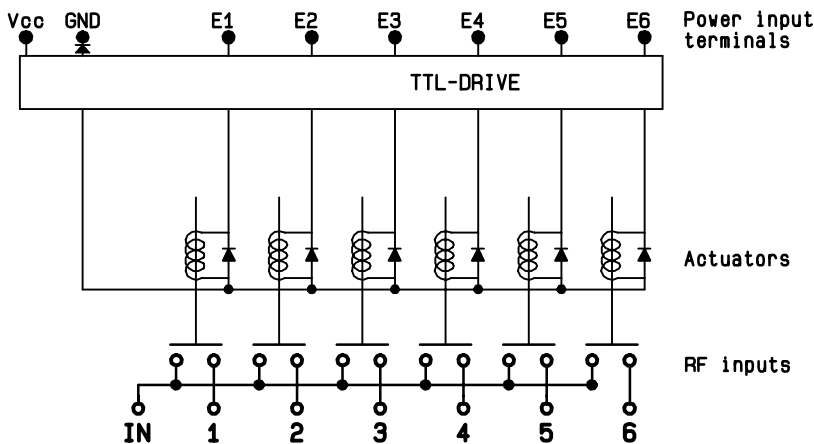 Vcc GND E1 E2 E3 E4 E5 E6 Power input
terminals
TTL-DRIVE
Actuators
RF inputs
IN 1 2 3 4 5 6